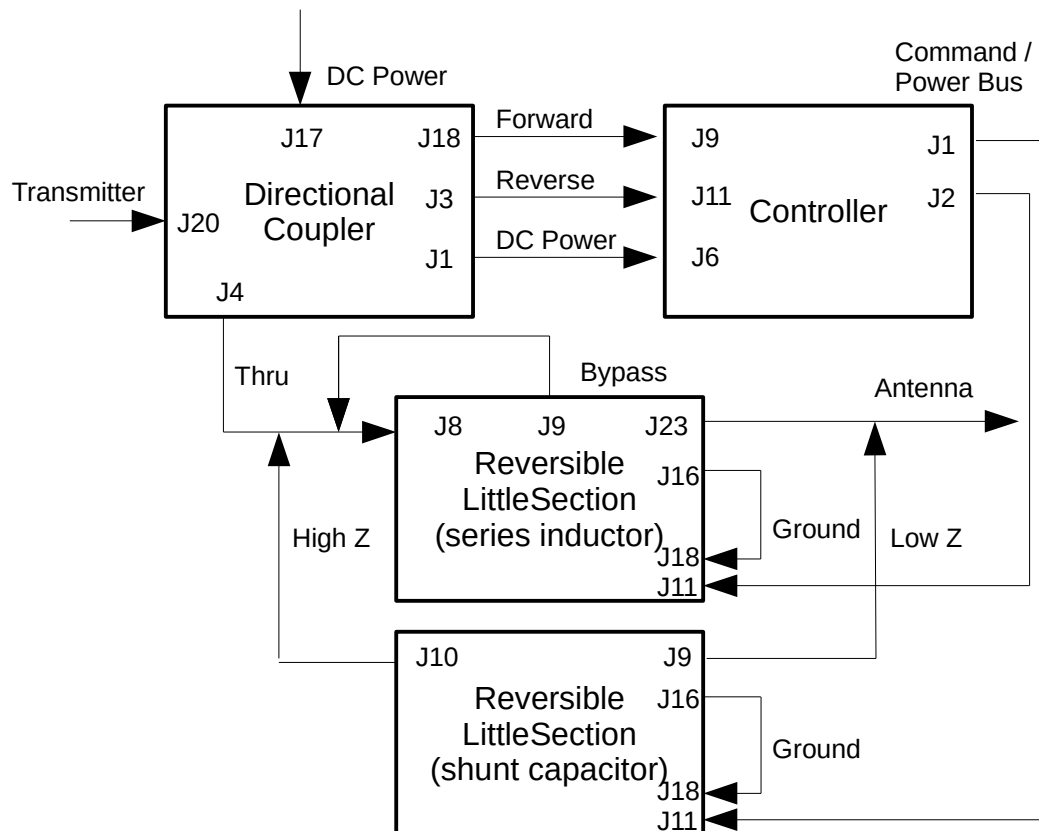 Command /
Power Bus
DC Power
J17
J18
Forward
J9
J1
Transmitter
J20
Directional
Coupler
J3
Reverse
J11
Controller
J2
J1
DC Power
J6
J4
Thru
Bypass
Antenna
J8
J9
J23
Reversible
LittleSection
(series inductor)
J16
High Z
Ground
Low Z
J18
J11
J10
J9
Reversible
LittleSection
(shunt capacitor)
J16
Ground
J18
J11